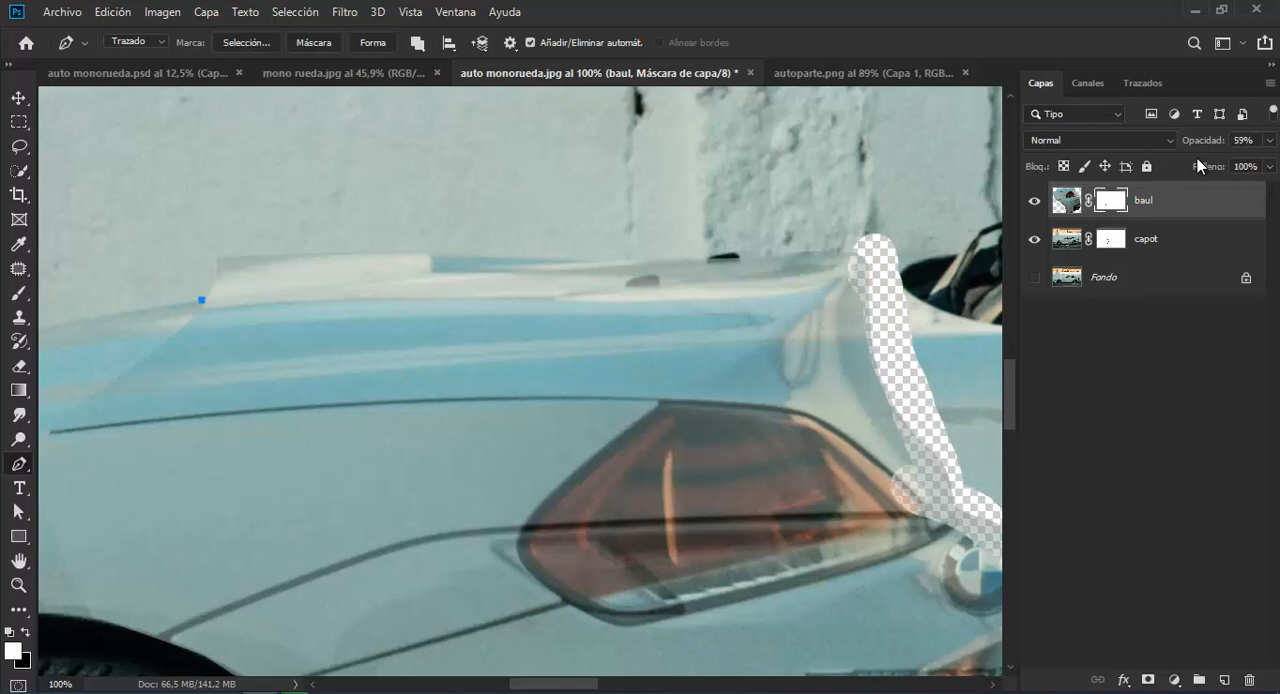 Ps Archivo Edición Imagen Capa Texto Selección Filtro 3D Vista Ventana Ayuda
Trazado Marca: Selección... Máscara Forma Añadir/Eliminar automát. Alinear bordes
auto monorueda.psd al 12,5% (Cap... × mono rueda.jpg al 45,9% (RGB/... × auto monorueda.jpg al 100% (baul, Máscara de capa/8) * × autoparte.png al 89% (Capa 1, RGB... ×
Capas Canales Trazados
Tipo
Normal Opacidad: 59%
Bloq.: Relleno: 100%
baul
capot
Fondo
100% Doc: 66,5 MB/141,2 MB